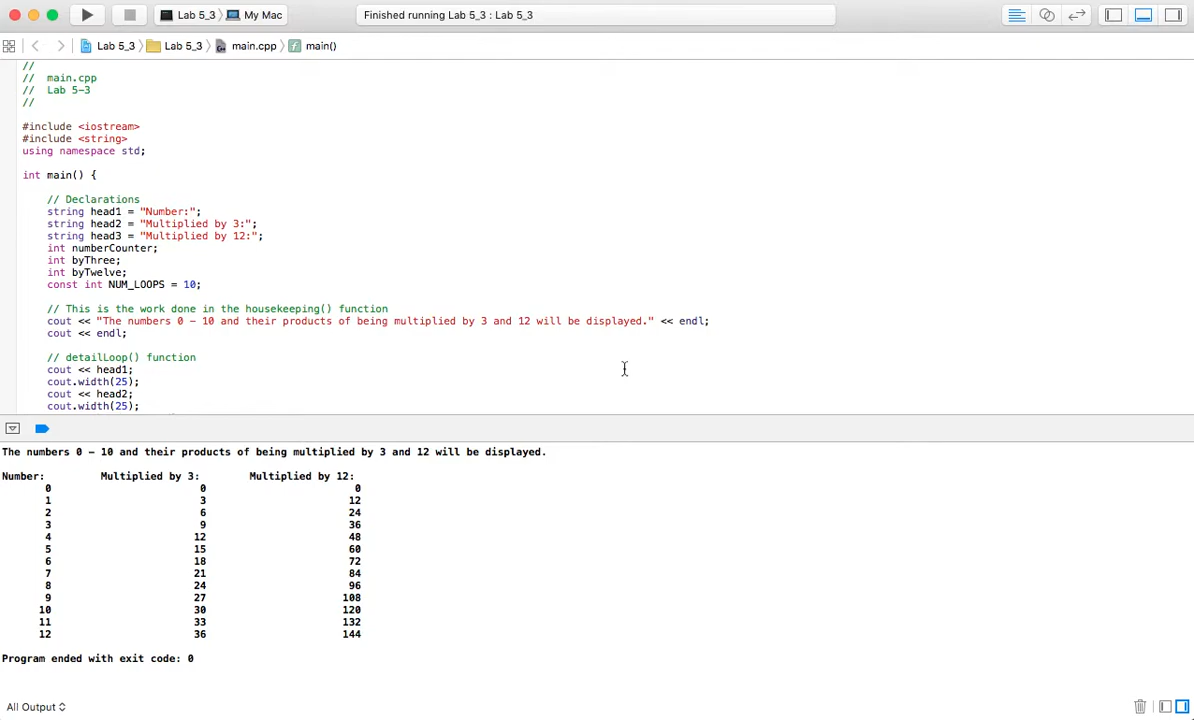 Lab 5_3 My Mac Finished running Lab 5_3 : Lab 5_3
Lab 5_3 Lab 5_3 main.cpp main()
//
// main.cpp
// Lab 5-3
//
#include <iostream>
#include <string>
using namespace std;
int main() {
// Declarations
string head1 = "Number:";
string head2 = "Multiplied by 3:";
string head3 = "Multiplied by 12:";
int numberCounter;
int byThree;
int byTwelve;
const int NUM_LOOPS = 10;
// This is the work done in the housekeeping() function
cout << "The numbers 0 - 10 and their products of being multiplied by 3 and 12 will be displayed." << endl;
cout << endl;
// detailLoop() function
cout << head1;
cout.width(25);
cout << head2;
cout.width(25);
The numbers 0 - 10 and their products of being multiplied by 3 and 12 will be displayed.
Number: Multiplied by 3: Multiplied by 12:
0 0 0
1 3 12
2 6 24
3 9 36
4 12 48
5 15 60
6 18 72
7 21 84
8 24 96
9 27 108
10 30 120
11 33 132
12 36 144
Program ended with exit code: 0
All Output